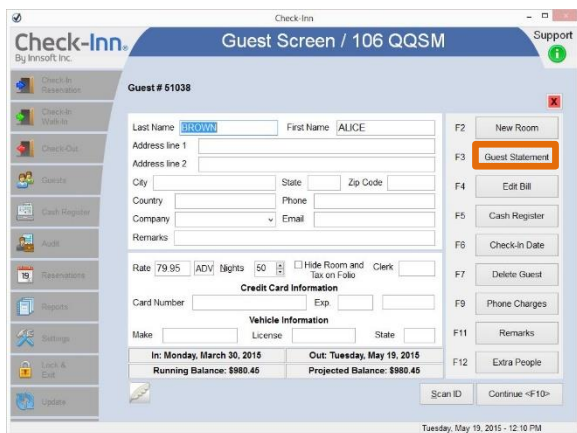 Check-Inn
Check-Inn®
By Innsoft Inc.
Guest Screen / 106 QQSM
Support
Check-In
Reservation
Check-In
Walk-In
Check-Out
Guests
Cash Register
Audit
Reservations
Reports
Settings
Lock &
Exit
Update
Guest # 51038
X
Last Name BROWN First Name ALICE
Address line 1
Address line 2
City State Zip Code
Country Phone
Company Email
Remarks
Rate 79.95 ADV Nights 50 Hide Room and
Tax on Folio Clerk
Credit Card Information
Card Number Exp.
Vehicle Information
Make License State
In: Monday, March 30, 2015 Out: Tuesday, May 19, 2015
Running Balance: $980.45 Projected Balance: $980.45
F2 New Room
F3 Guest Statement
F4 Edit Bill
F5 Cash Register
F6 Check-In Date
F7 Delete Guest
F9 Phone Charges
F11 Remarks
F12 Extra People
Scan ID Continue <F10>
Tuesday, May 19, 2015 - 12:10 PM